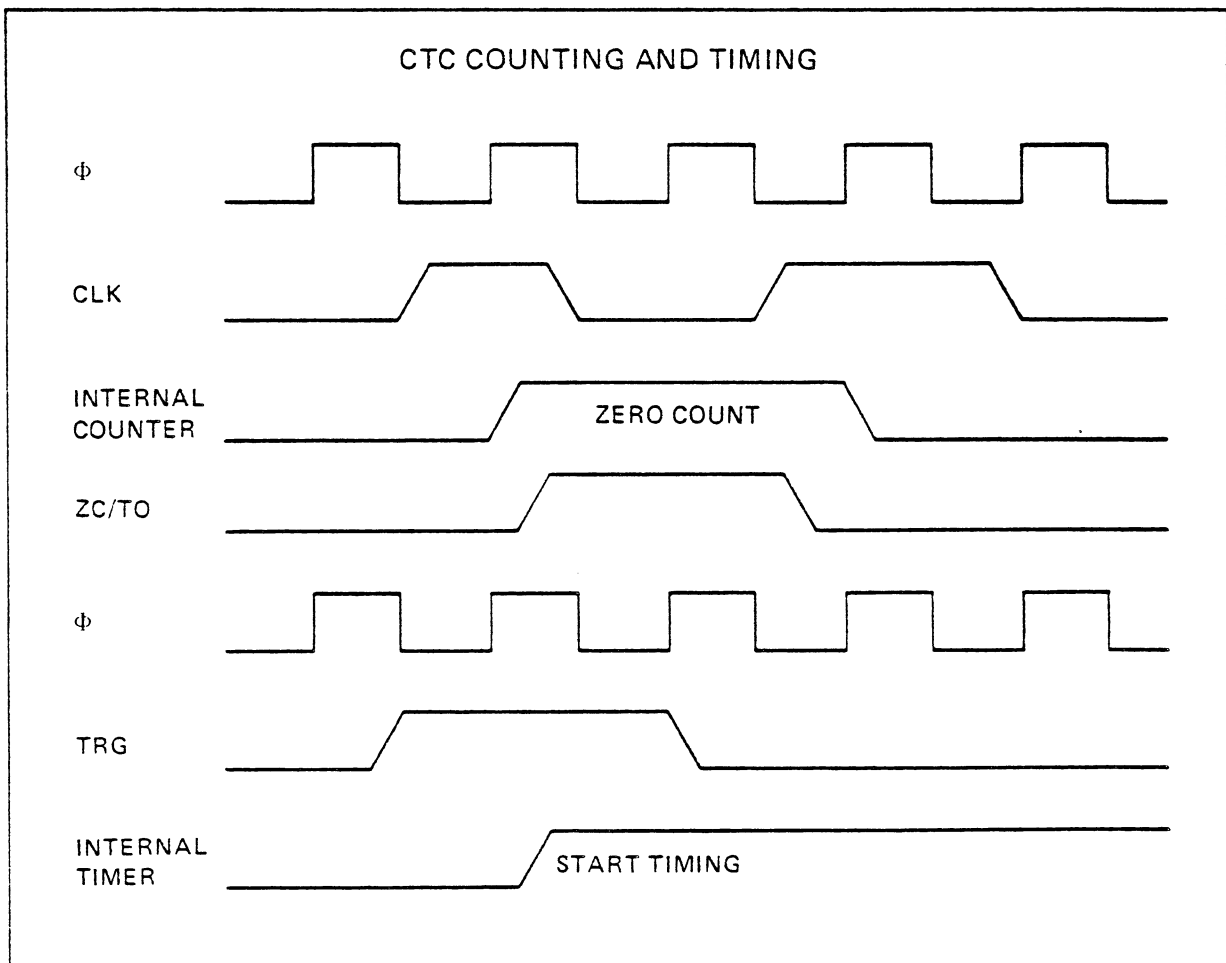 CTC COUNTING AND TIMING
Φ
CLK
INTERNAL
COUNTER
ZERO COUNT
ZC/TO
Φ
TRG
INTERNAL
TIMER
START TIMING